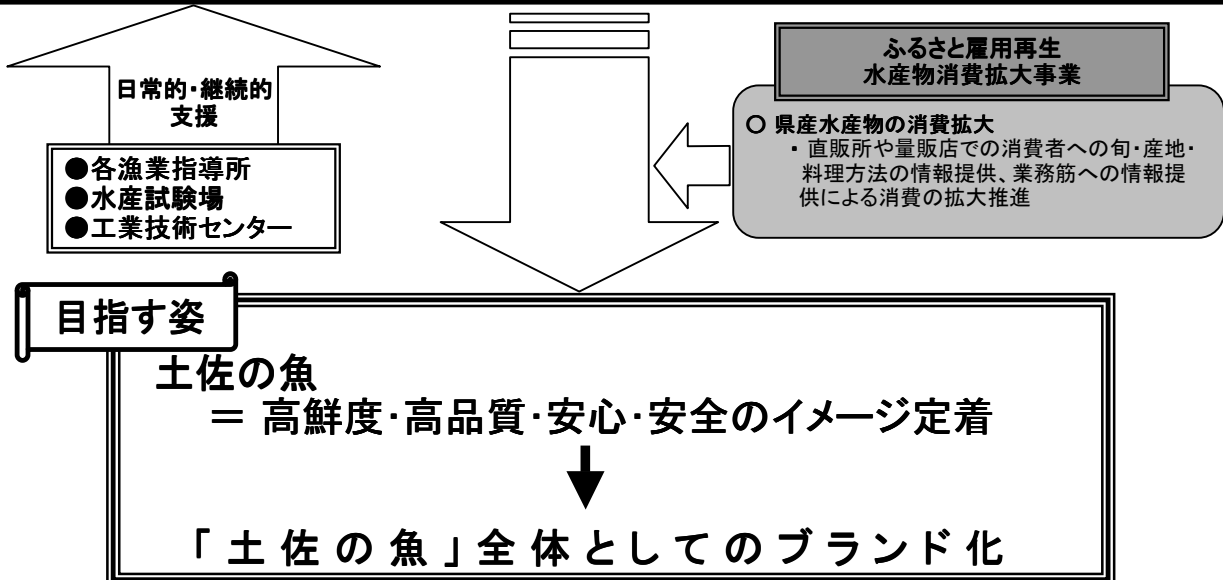 日常的・継続的
支援
●各漁業指導所
●水産試験場
●工業技術センター
ふるさと雇用再生
水産物消費拡大事業
○ 県産水産物の消費拡大
・ 直販所や量販店での消費者への旬・産地・
料理方法の情報提供、業務筋への情報提
供による消費の拡大推進
目指す姿
土佐の魚
＝ 高鮮度・高品質・安心・安全のイメージ定着
「土佐の魚」全体としてのブランド化